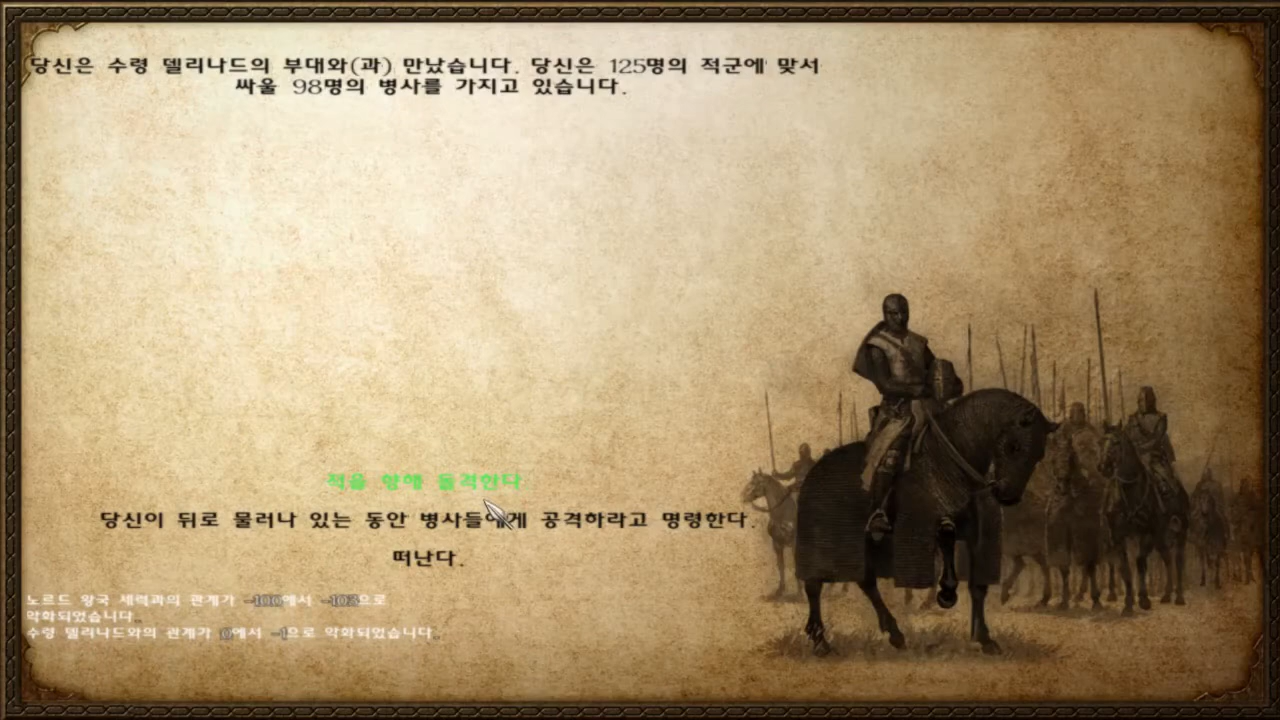 당신은 수령 델리나드의 부대와(과) 만났습니다. 당신은 125명의 적군에 맞서
싸울 98명의 병사를 가지고 있습니다.
적을 향해 돌격한다
당신이 뒤로 물러나 있는 동안 병사들에게 공격하라고 명령한다.
떠난다.
노르드 왕국 세력과의 관계가 -100에서 으로
악화되었습니다.
수령 델리나드와의 관계가 0에서 -1으로 악화되었습니다.